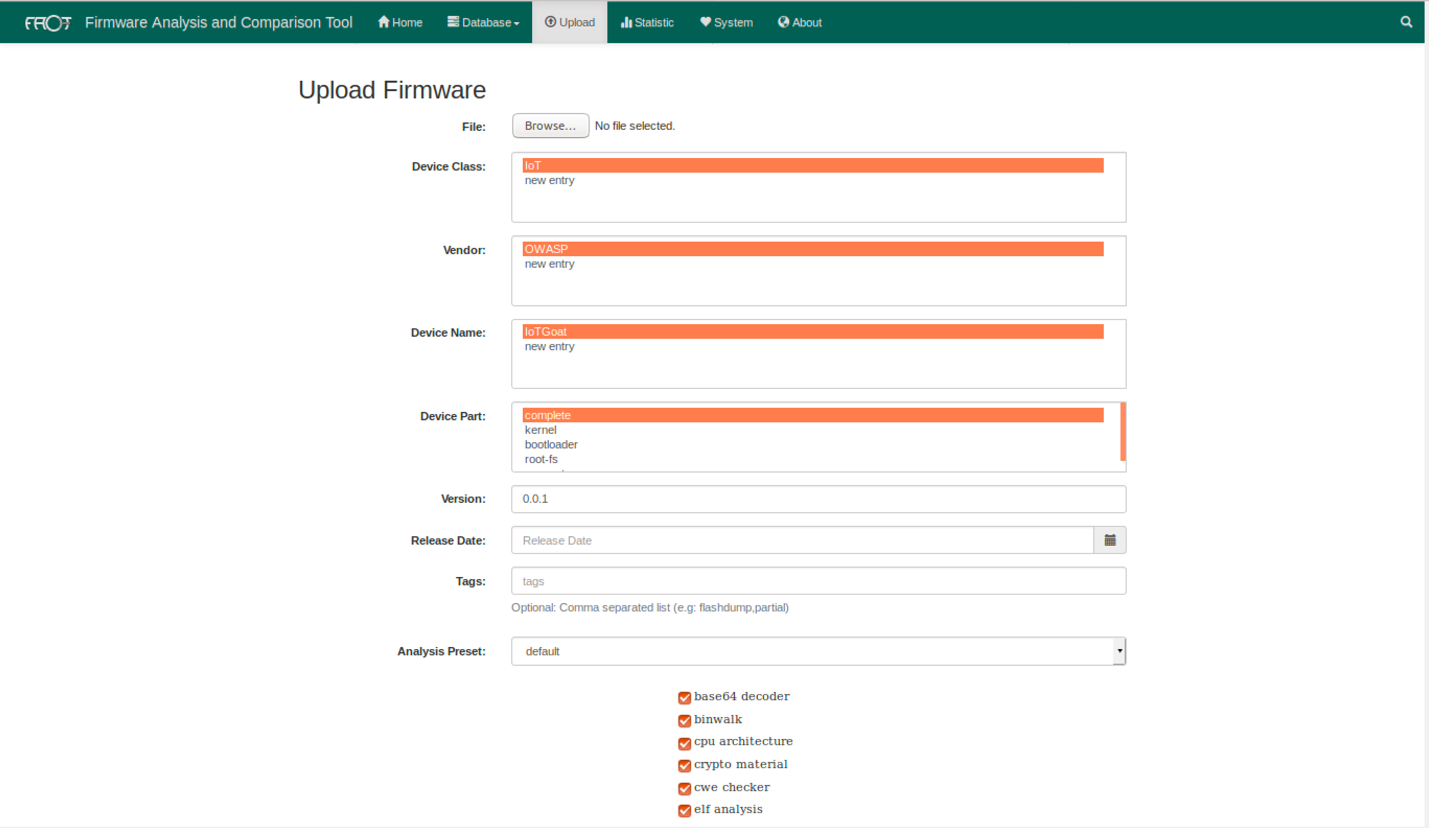 FACT Firmware Analysis and Comparison Tool Home Database Upload Statistic System About
Upload Firmware
File: Browse... No file selected.
Device Class: IoT
new entry
Vendor: OWASP
new entry
Device Name: IoTGoat
new entry
Device Part: complete
kernel
bootloader
root-fs
Version: 0.0.1
Release Date: Release Date
Tags: tags
Optional: Comma separated list (e.g: flashdump,partial)
Analysis Preset: default
base64 decoder
binwalk
cpu architecture
crypto material
cwe checker
elf analysis